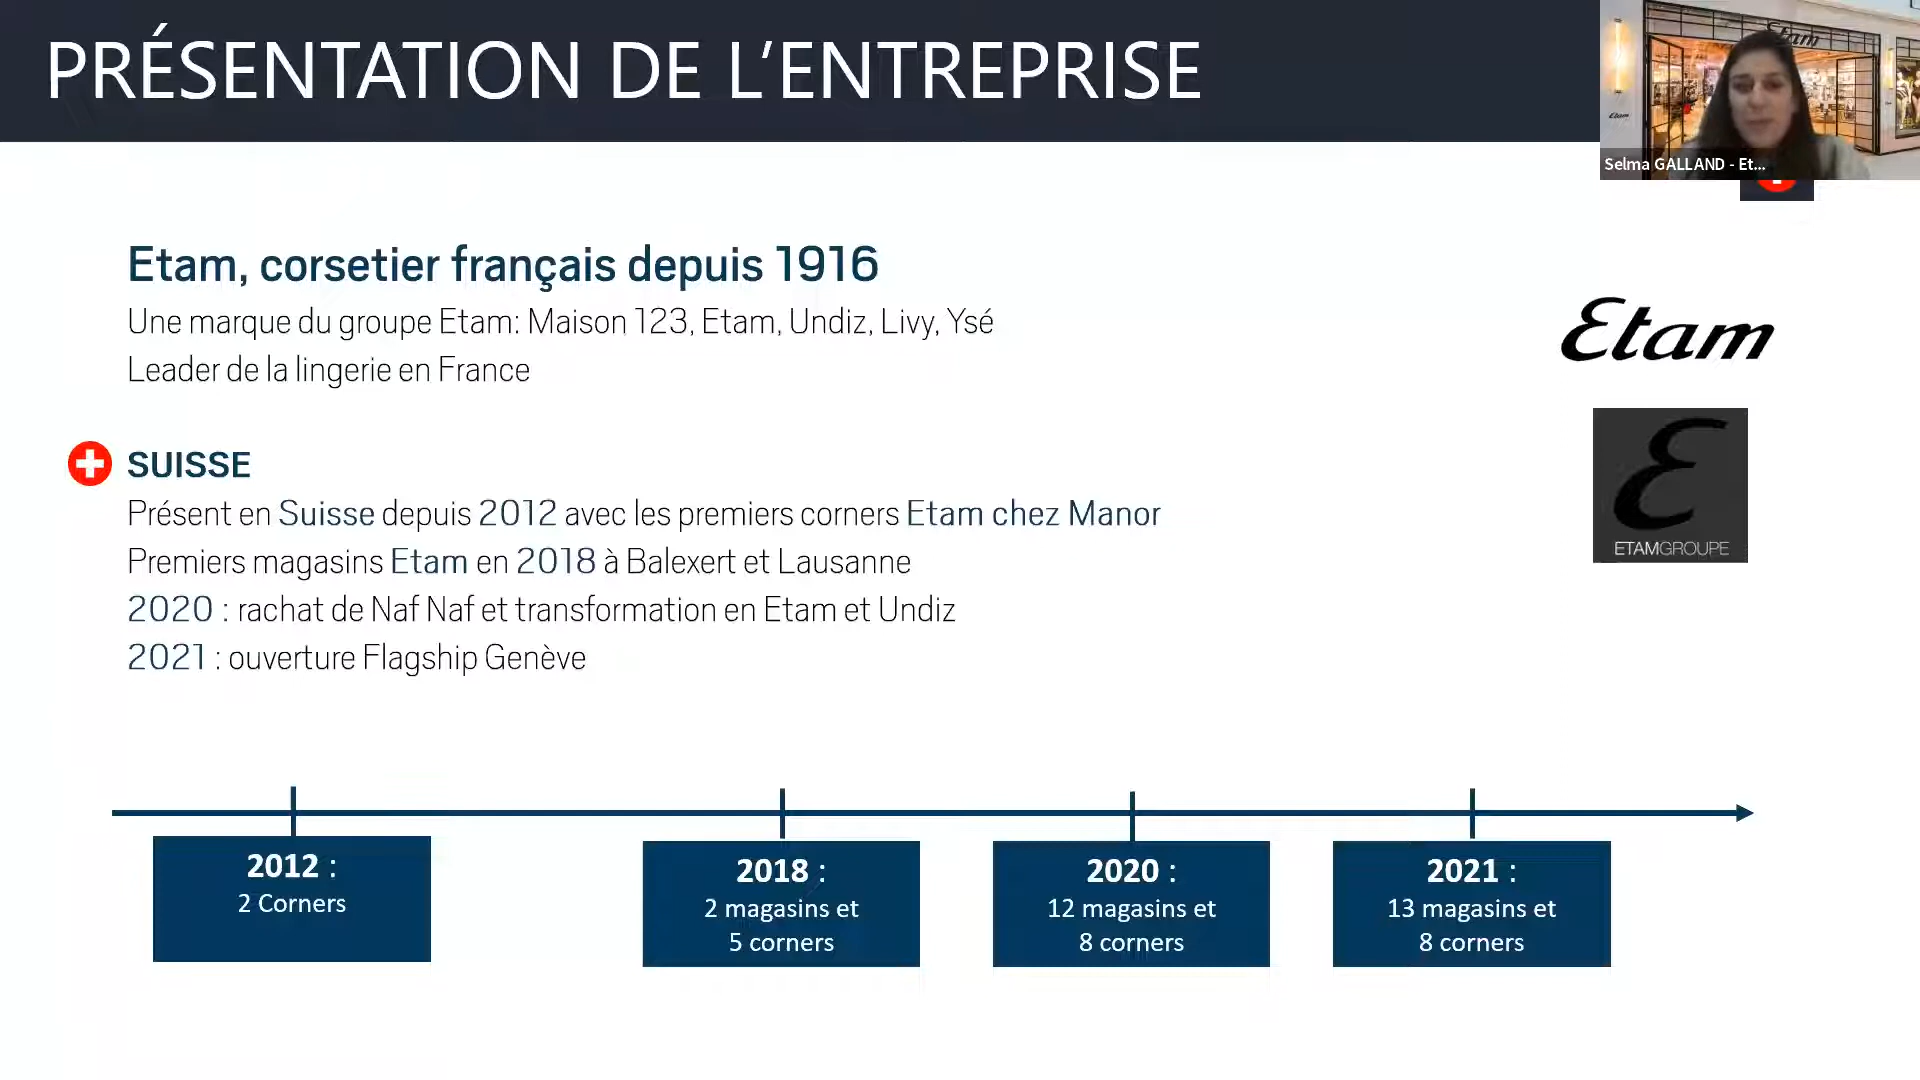 PRÉSENTATION DE L’ENTREPRISE
Etam
Etam
Selma GALLAND - Et...
Etam, corsetier français depuis 1916
Une marque du groupe Etam: Maison 123, Etam, Undiz, Livy, Ysé
Leader de la lingerie en France
Etam
SUISSE
Présent en Suisse depuis 2012 avec les premiers corners Etam chez Manor
Premiers magasins Etam en 2018 à Balexert et Lausanne
2020 : rachat de Naf Naf et transformation en Etam et Undiz
2021 : ouverture Flagship Genève
E
ETAMGROUPE
2012 :
2 Corners
2018 :
2 magasins et
5 corners
2020 :
12 magasins et
8 corners
2021 :
13 magasins et
8 corners